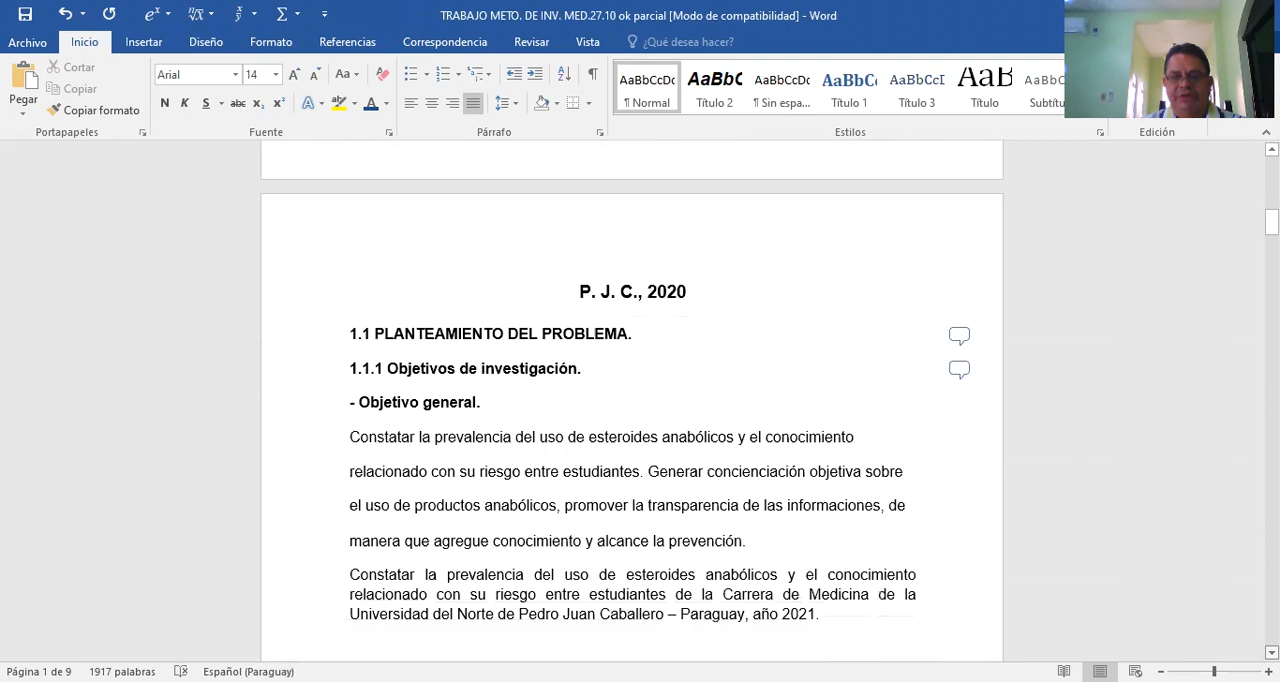 TRABAJO METO. DE INV. MED.27.10 ok parcial [Modo de compatibilidad] - Word
Archivo Inicio Insertar Diseño Formato Referencias Correspondencia Revisar Vista ¿Qué desea hacer?
Pegar
Cortar
Copiar
Copiar formato
Portapapeles
Arial 14
N K S abc x₂ x²
Fuente
Párrafo
AaBbCcDc AaBbC AaBbCcDc AaBbC AaBbCcI AaB AaBbC
¶ Normal Título 2 ¶ Sin espa... Título 1 Título 3 Título Subtítu
Estilos
Edición
P. J. C., 2020
1.1 PLANTEAMIENTO DEL PROBLEMA.
1.1.1 Objetivos de investigación.
- Objetivo general.
Constatar la prevalencia del uso de esteroides anabólicos y el conocimiento
relacionado con su riesgo entre estudiantes. Generar concienciación objetiva sobre
el uso de productos anabólicos, promover la transparencia de las informaciones, de
manera que agregue conocimiento y alcance la prevención.
Constatar la prevalencia del uso de esteroides anabólicos y el conocimiento
relacionado con su riesgo entre estudiantes de la Carrera de Medicina de la
Universidad del Norte de Pedro Juan Caballero – Paraguay, año 2021.
Página 1 de 9 1917 palabras Español (Paraguay)